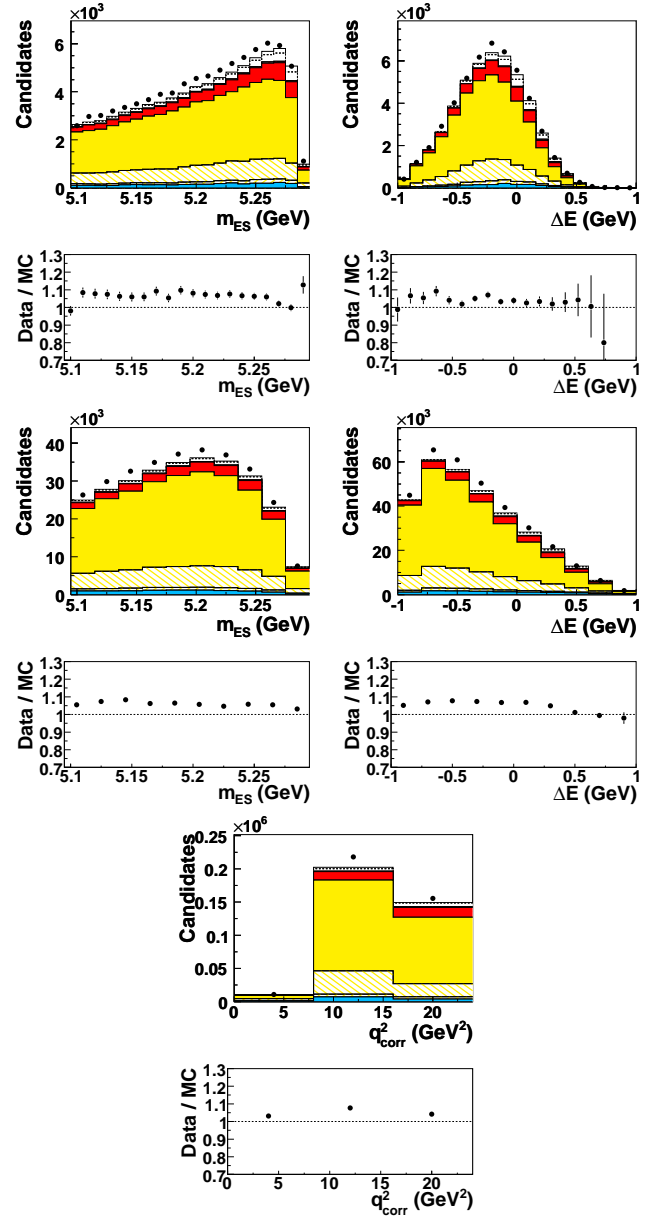 ×10³
Candidates
6
4
2
0
5.1 5.15 5.2 5.25
m_ES (GeV)
×10³
Candidates
8
6
4
2
0
-1 -0.5 0 0.5 1
ΔE (GeV)
Data / MC
1.3
1.2
1.1
1
0.9
0.8
0.7
5.1 5.15 5.2 5.25
m_ES (GeV)
Data / MC
1.3
1.2
1.1
1
0.9
0.8
0.7
-1 -0.5 0 0.5 1
ΔE (GeV)
×10³
Candidates
40
30
20
10
0
5.1 5.15 5.2 5.25
m_ES (GeV)
×10³
Candidates
60
40
20
0
-1 -0.5 0 0.5 1
ΔE (GeV)
Data / MC
1.3
1.2
1.1
1
0.9
0.8
0.7
5.1 5.15 5.2 5.25
m_ES (GeV)
Data / MC
1.3
1.2
1.1
1
0.9
0.8
0.7
-1 -0.5 0 0.5 1
ΔE (GeV)
×10⁶
Candidates
0.25
0.2
0.15
0.1
0.05
0
0 5 10 15 20
q²_corr (GeV²)
Data / MC
1.3
1.2
1.1
1
0.9
0.8
0.7
0 5 10 15 20
q²_corr (GeV²)